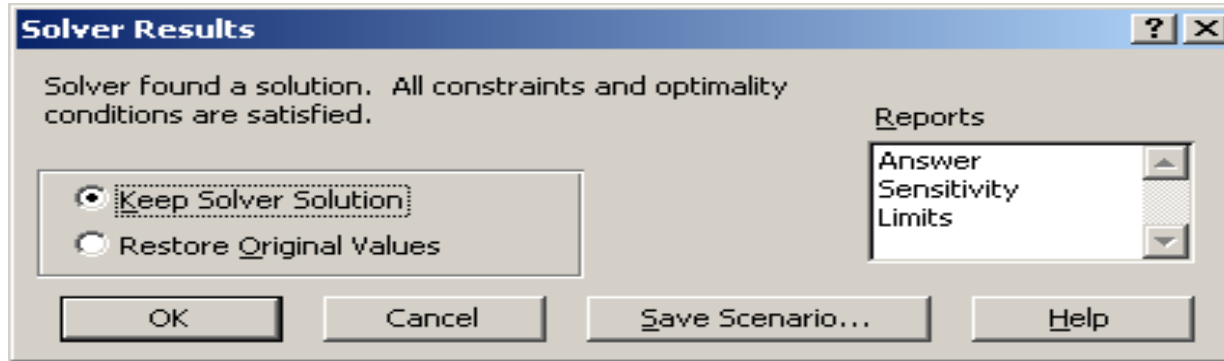 Solver Results
Solver found a solution. All constraints and optimality
conditions are satisfied.
Reports
Answer
Sensitivity
Limits
Keep Solver Solution
Restore Original Values
OK Cancel Save Scenario... Help